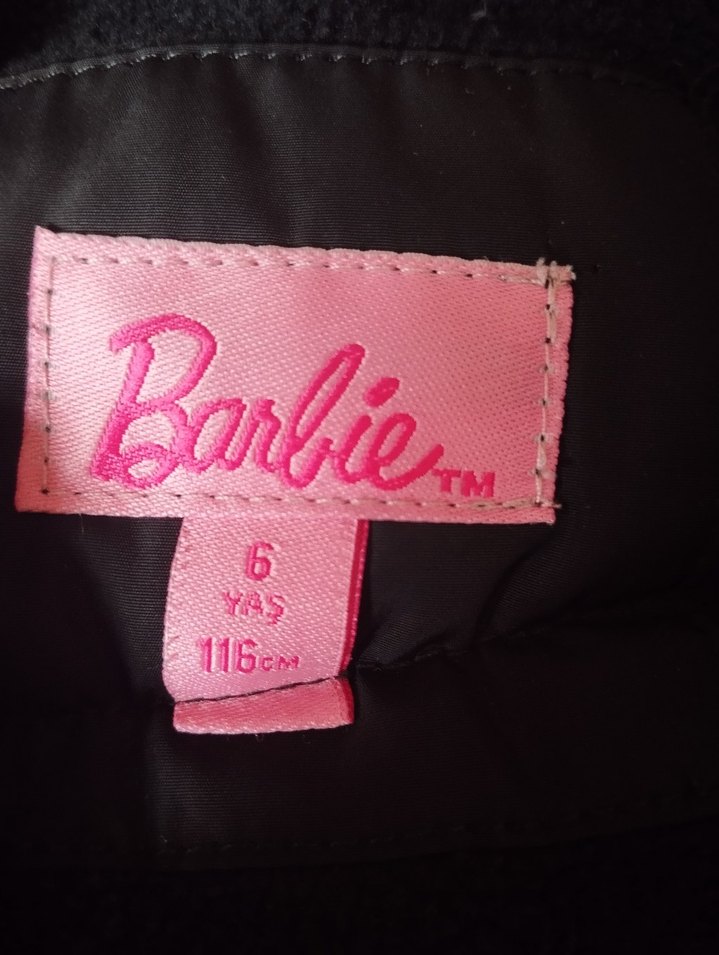 Barbie™
6
YAŞ
116CM